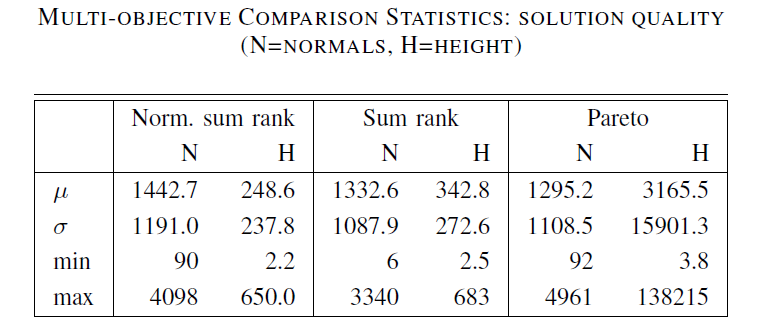 MULTI-OBJECTIVE COMPARISON STATISTICS: SOLUTION QUALITY
(N=NORMALS, H=HEIGHT)
Norm. sum rank Sum rank Pareto
N H N H N H
μ 1442.7 248.6 1332.6 342.8 1295.2 3165.5
σ 1191.0 237.8 1087.9 272.6 1108.5 15901.3
min 90 2.2 6 2.5 92 3.8
max 4098 650.0 3340 683 4961 138215